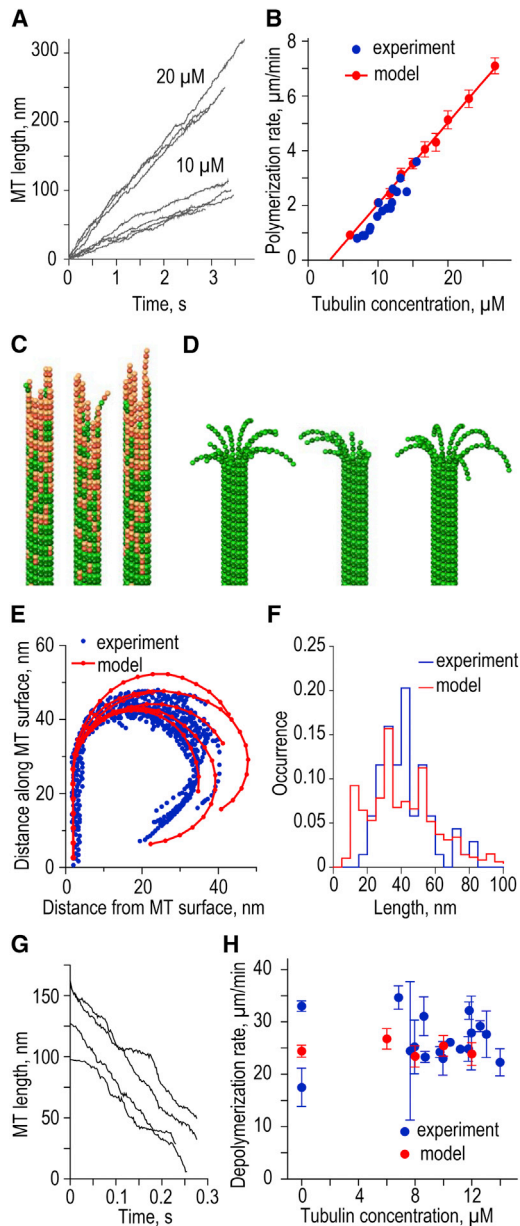 A
MT length, nm
300
200
100
0
20 µM
10 µM
0 1 2 3 4
Time, s
B
Polymerization rate, µm/min
8
6
4
2
0
experiment
model
0 10 20
Tubulin concentration, µM
C
D
E
Distance along MT surface, nm
60
50
40
30
20
10
0
experiment
model
0 20 40
Distance from MT surface, nm
F
Occurrence
0.25
0.20
0.15
0.10
0.05
0
experiment
model
20 40 60 80 100
Length, nm
G
MT length, nm
150
100
50
0
0 0.1 0.2 0.3
Time, s
H
Depolymerization rate, µm/min
40
30
20
10
0
experiment
model
0 4 8 12
Tubulin concentration, µM